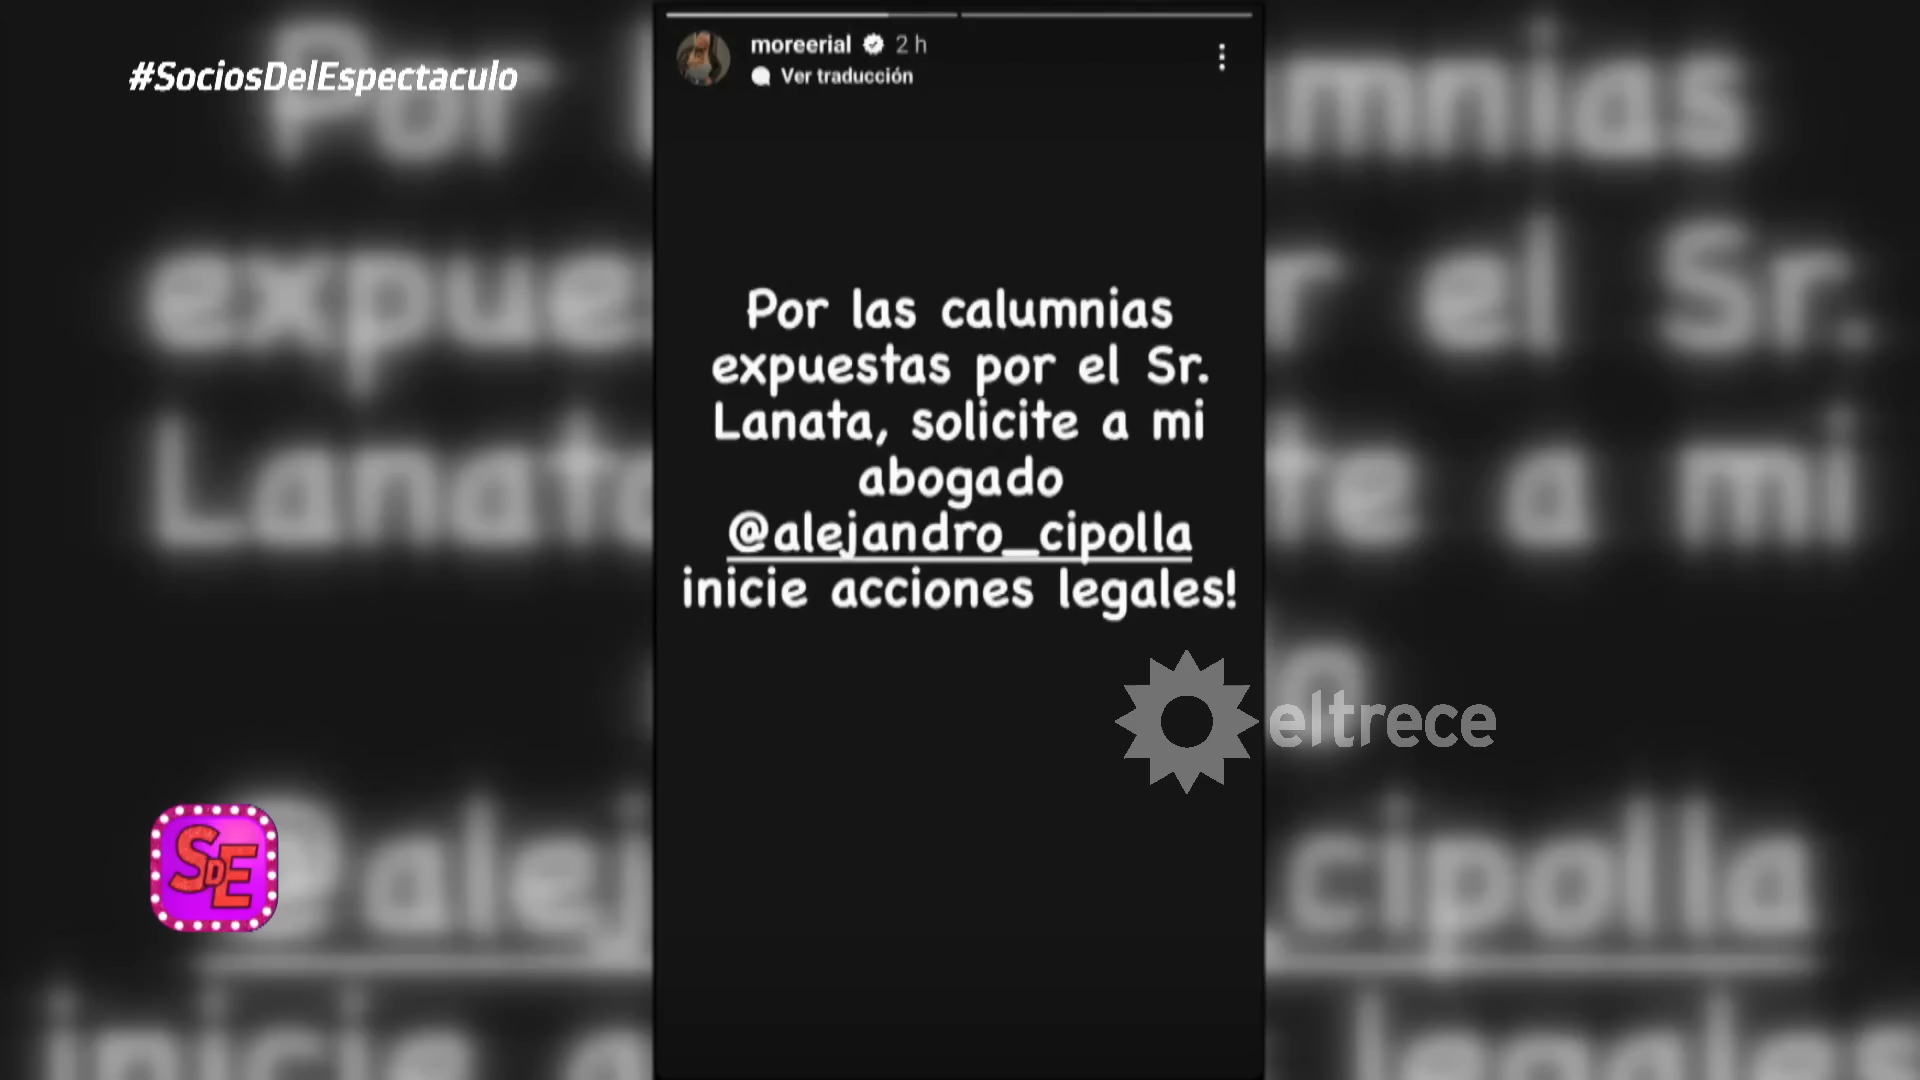 #SociosDelEspectaculo
moreerial 2 h
Ver traducción
Por las calumnias
expuestas por el Sr.
Lanata, solicite a mi
abogado
@alejandro_cipolla
inicie acciones legales!
eltrece
SDE